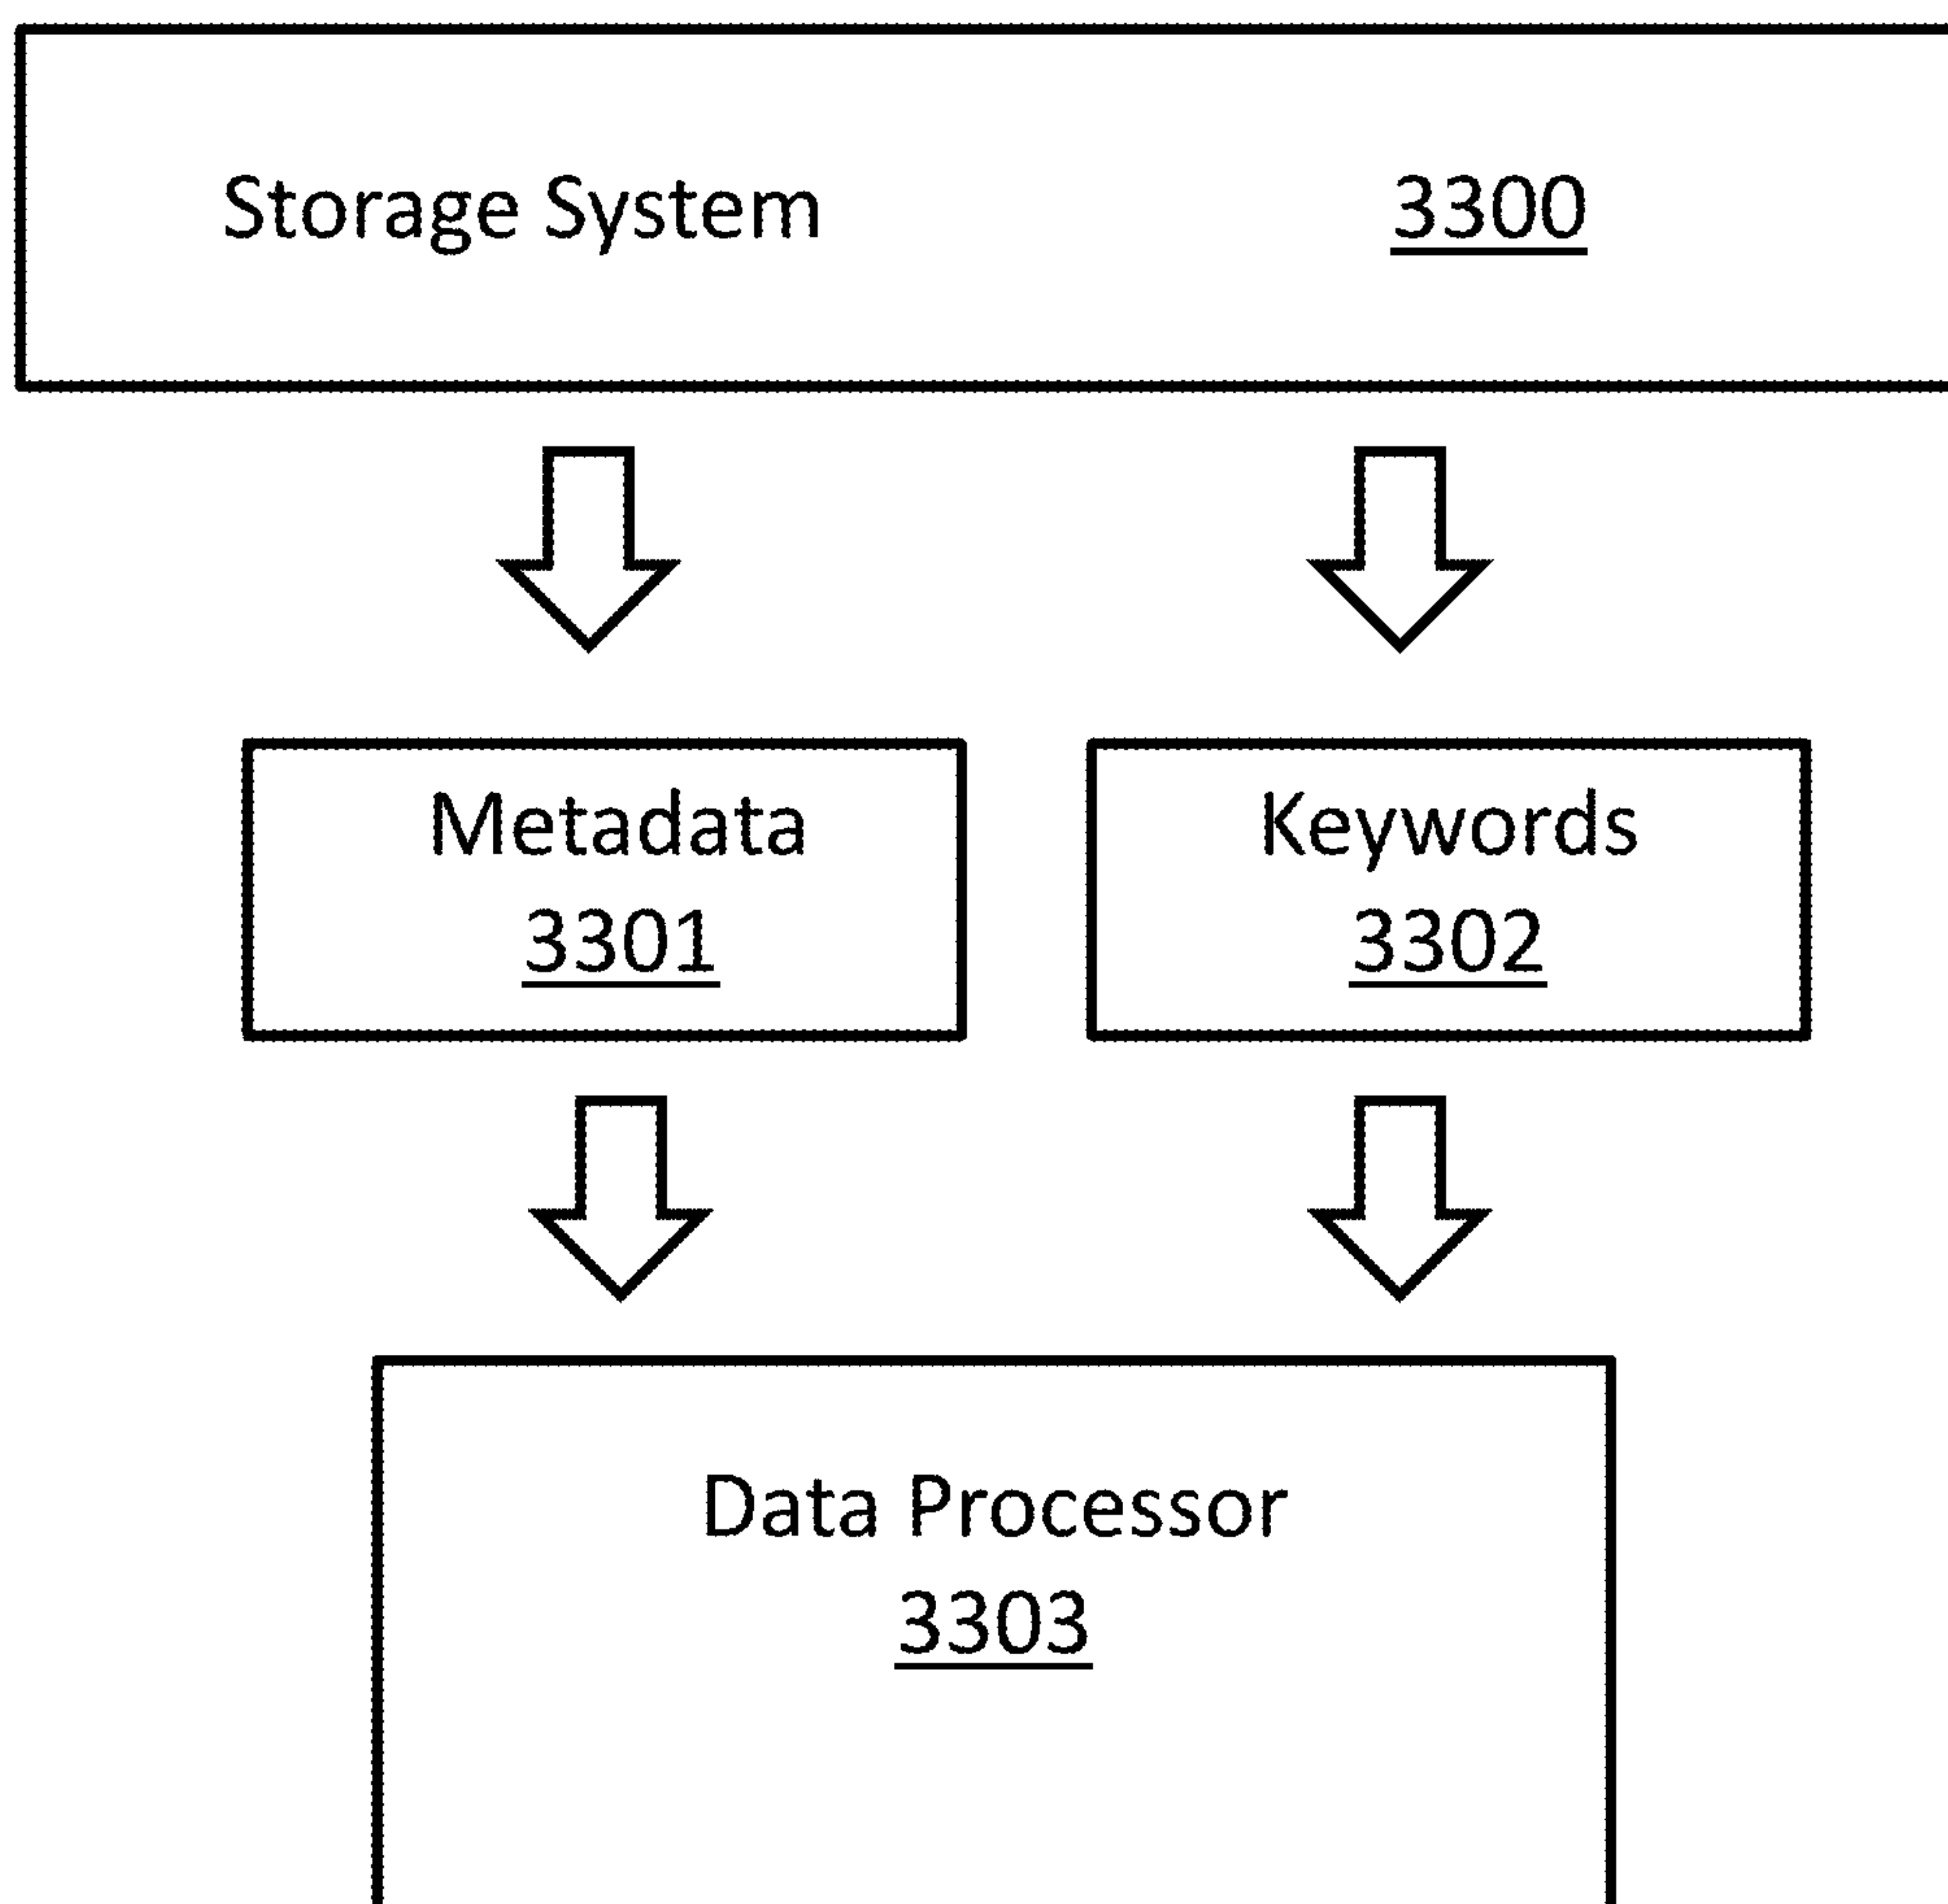 Storage System 3300
Metadata
3301
Keywords
3302
Data Processor
3303